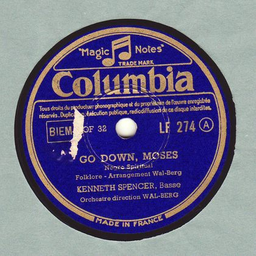 "Magic Notes"
TRADE MARK
Columbia
Tous droits du producteur phonographique et du propriétaire de l'œuvre enregistrée
réservés. Duplication, exécution publique, radiodiffusion de ce disque interdites.
BIEM OF 32 LF 274 A
GO DOWN, MOSES
Negro Spiritual
Folklore - Arrangement Wal-Berg
KENNETH SPENCER, Basse
Orchestre direction WAL-BERG
MADE IN FRANCE